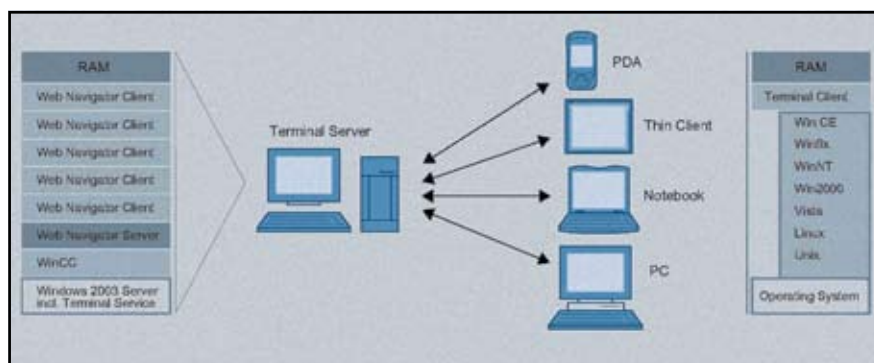 RAM
Web Navigator Client
Web Navigator Client
Web Navigator Client
Web Navigator Client
Web Navigator Client
Web Navigator Server
WinCC
Windows 2003 Server
incl. Terminal Service
Terminal Server
PDA
Thin Client
Notebook
PC
RAM
Terminal Client
Win CE
Win9x
WinNT
Win2000
Vista
Linux
Unix
Operating System